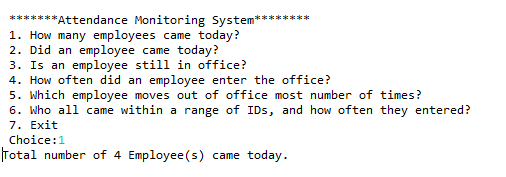 *******Attendance Monitoring System********
1. How many employees came today?
2. Did an employee came today?
3. Is an employee still in office?
4. How often did an employee enter the office?
5. Which employee moves out of office most number of times?
6. Who all came within a range of IDs, and how often they entered?
7. Exit
Choice:1
Total number of 4 Employee(s) came today.